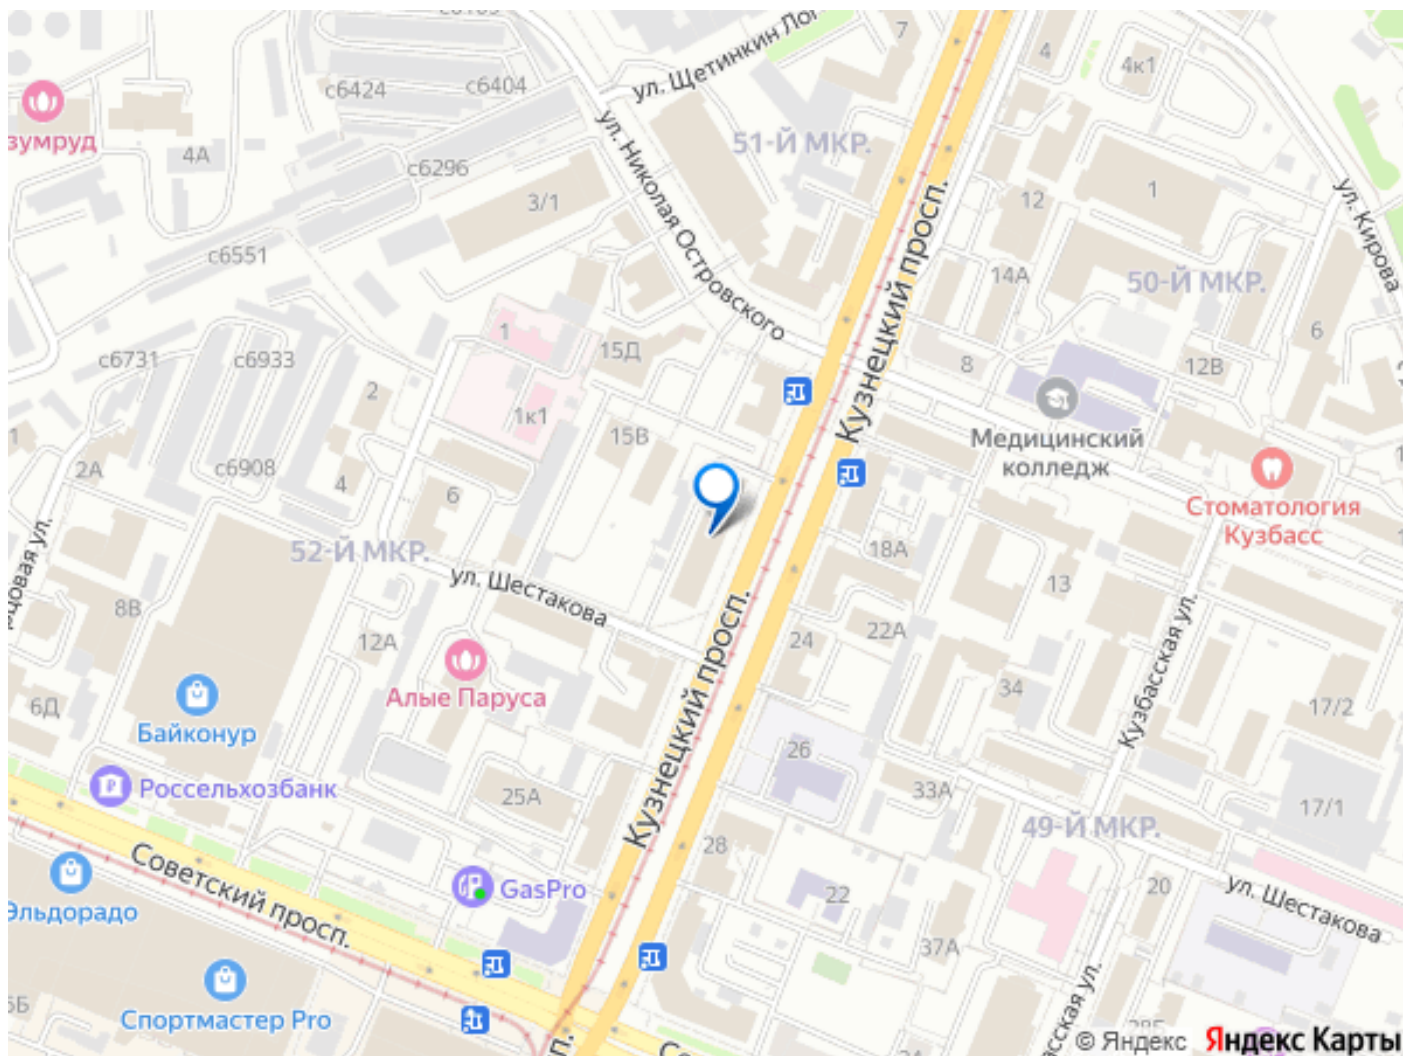 7
4
4к1
ул. Щетинкин Лог
с6424
с6404
зумруд
4А
51-Й МКР.
с6296
3/1
ул. Николая Островского
12
1
ул. Кирова
Кузнецкий просп.
с6551
14А
50-Й МКР.
6
1
15Д
с6731
с6933
8
12В
2
1к1
15В
Медицинский
колледж
1
2А
с6908
4
6
Стоматология
Кузбасс
52-Й МКР.
ул. Шестакова
18А
13
8В
12А
22А
24
Кузбасская ул.
Алые Паруса
34
6Д
Байконур
Кузнецкий просп.
17/2
26
Россельхозбанк
25А
33А
17/1
49-Й МКР.
28
Советский просп.
GasPro
22
20
ул. Шестакова
Эльдорадо
37А
Спортмастер Pro
© Яндекс Яндекс Карты